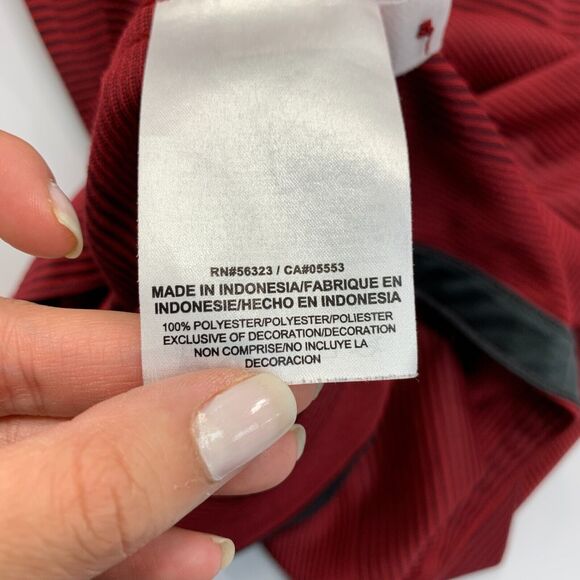 RN#56323 / CA#05553
MADE IN INDONESIA/FABRIQUE EN
INDONESIE/HECHO EN INDONESIA
100% POLYESTER/POLYESTER/POLIESTER
EXCLUSIVE OF DECORATION/DECORATION
NON COMPRISE/NO INCLUYE LA
DECORACION